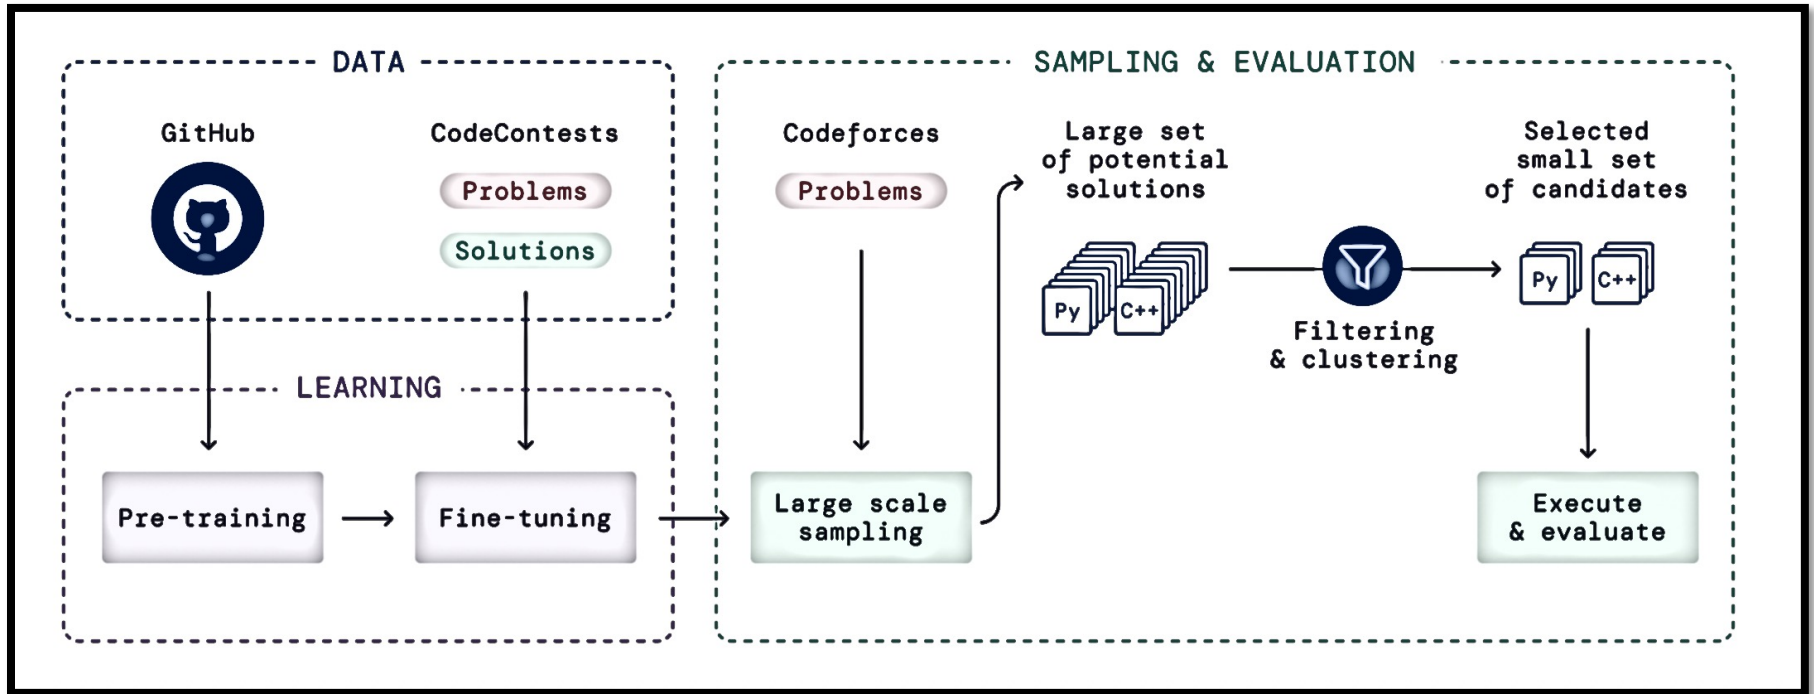 DATA
GitHub
CodeContests
Problems
Solutions
LEARNING
Pre-training
Fine-tuning
SAMPLING & EVALUATION
Codeforces
Problems
Large scale
sampling
Large set
of potential
solutions
Py
C++
Filtering
& clustering
Selected
small set
of candidates
Py
C++
Execute
& evaluate